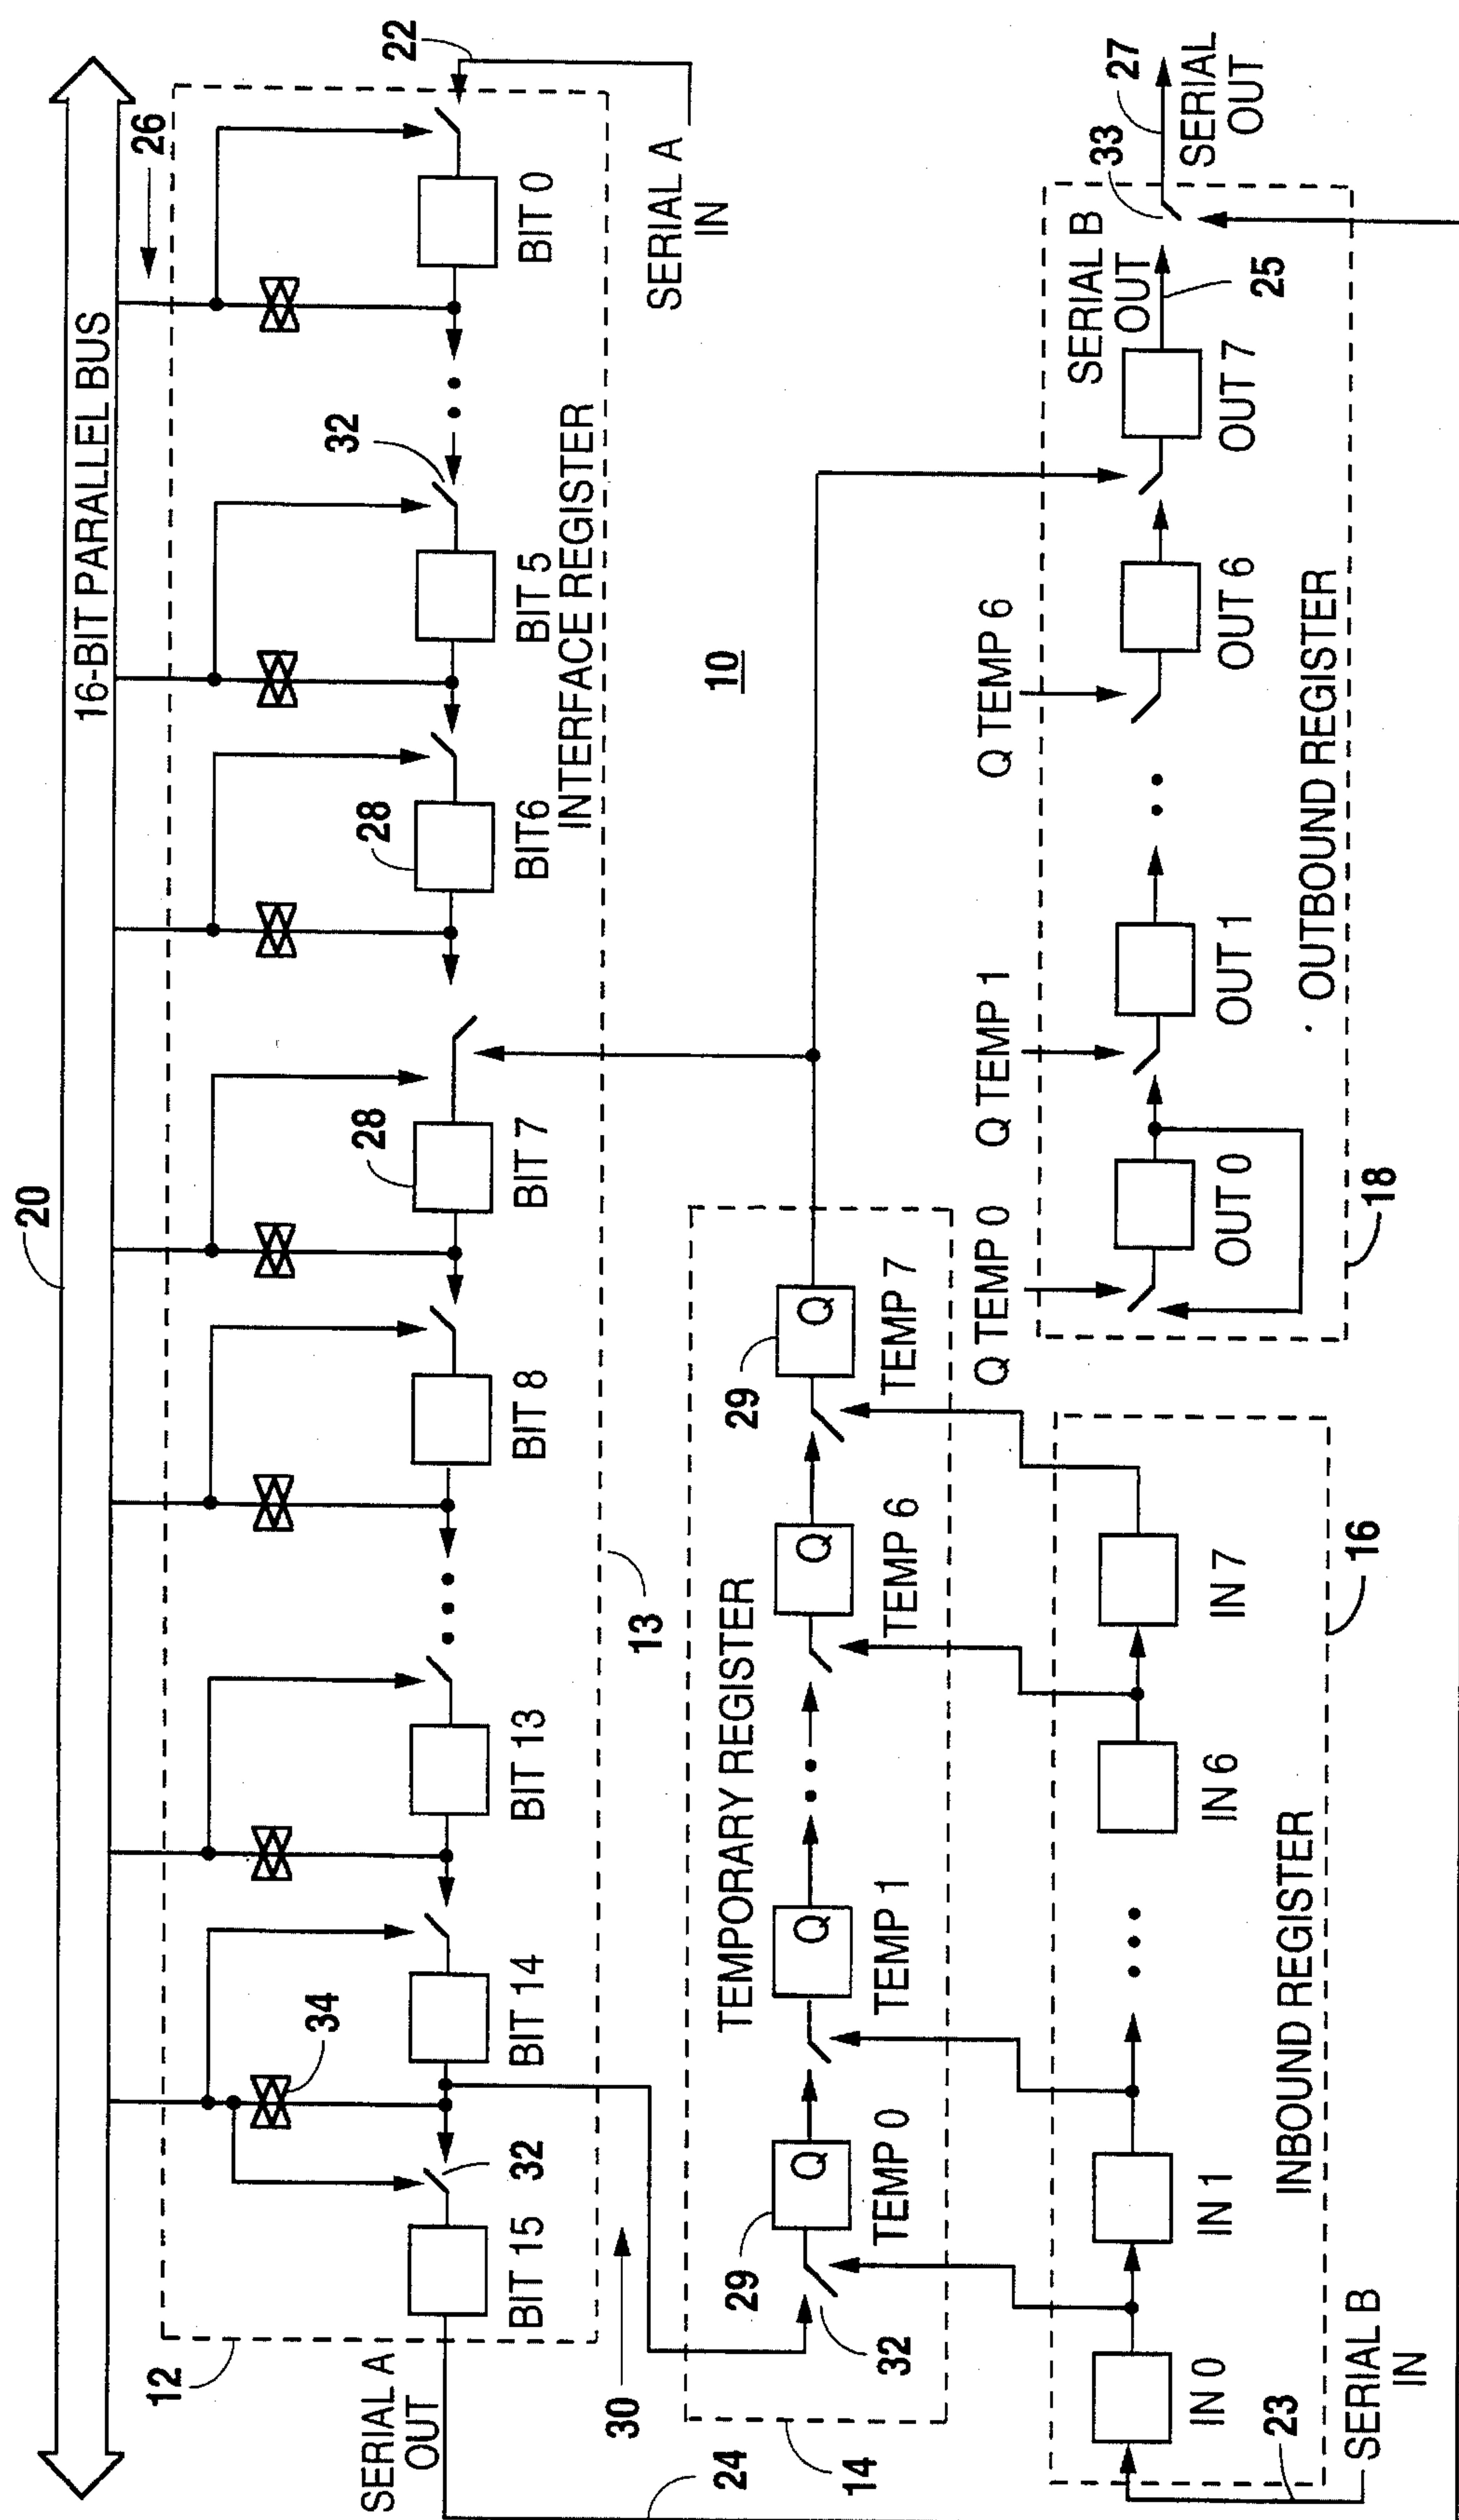 20
16-BIT PARALLEL BUS
26
22
34
32
28
28
32
BIT 15
BIT 14
BIT 13
BIT 8
BIT 7
BIT6
BIT 5
BIT 0
INTERFACE REGISTER
12
SERIAL A
OUT
30
13
10
SERIAL A
IN
24
TEMPORARY REGISTER
29
29
Q
Q
Q
Q
TEMP 0
TEMP 1
TEMP 6
TEMP 7
32
14
Q TEMP 0
Q TEMP 1
Q TEMP 6
SERIAL B
OUT
33
27
SERIAL
OUT
25
OUT 0
OUT 1
OUT 6
OUT 7
OUTBOUND REGISTER
18
IN 0
IN 1
IN 6
IN 7
INBOUND REGISTER
16
23
SERIAL B
IN